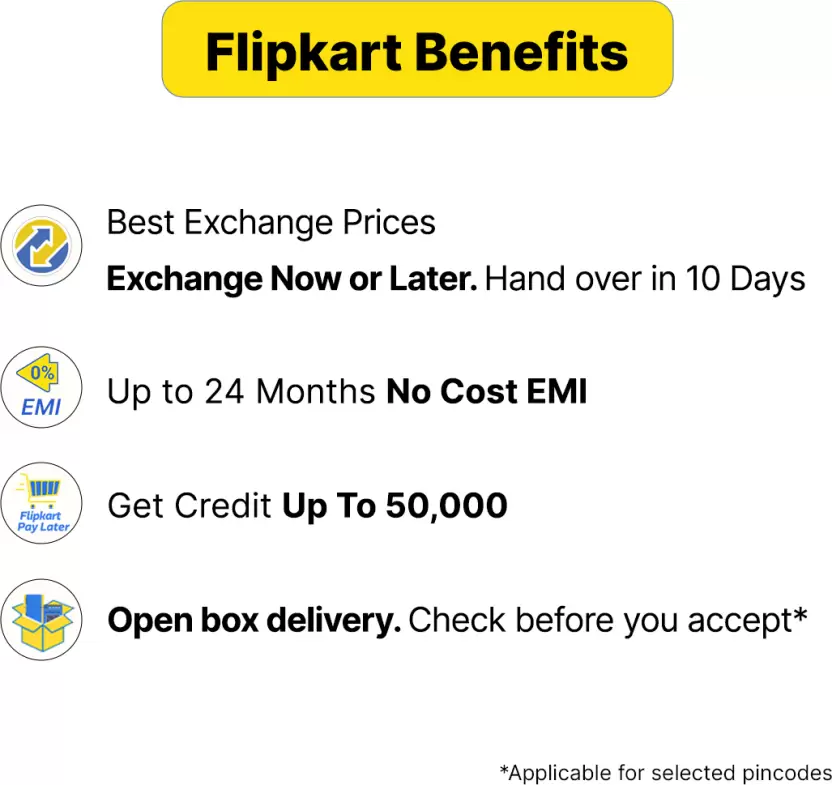 Flipkart Benefits
Best Exchange Prices
Exchange Now or Later. Hand over in 10 Days
0%
EMI
Up to 24 Months No Cost EMI
Flipkart
Pay Later
Get Credit Up To 50,000
Open box delivery. Check before you accept*
*Applicable for selected pincodes